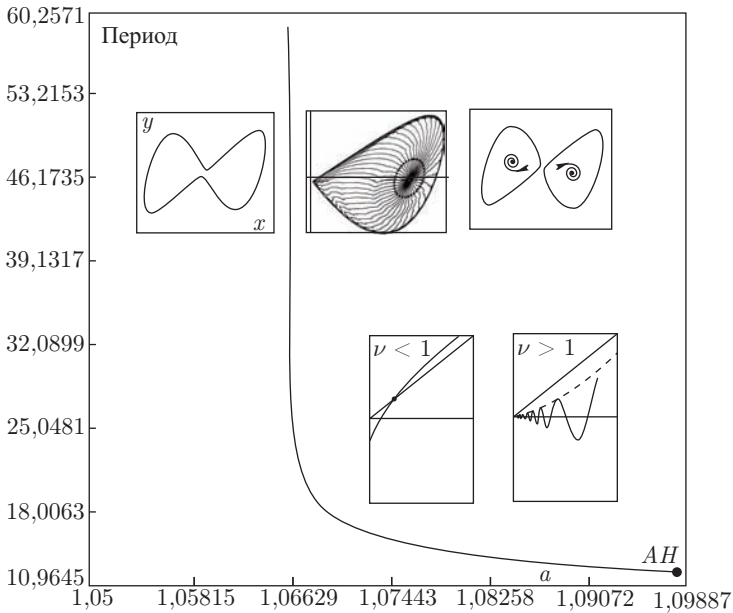 60,2571
Период
53,2153
y
46,1735
x
39,1317
32,0899
ν < 1
ν > 1
25,0481
18,0063
AH
10,9645
a
1,05 1,05815 1,06629 1,07443 1,08258 1,09072 1,09887